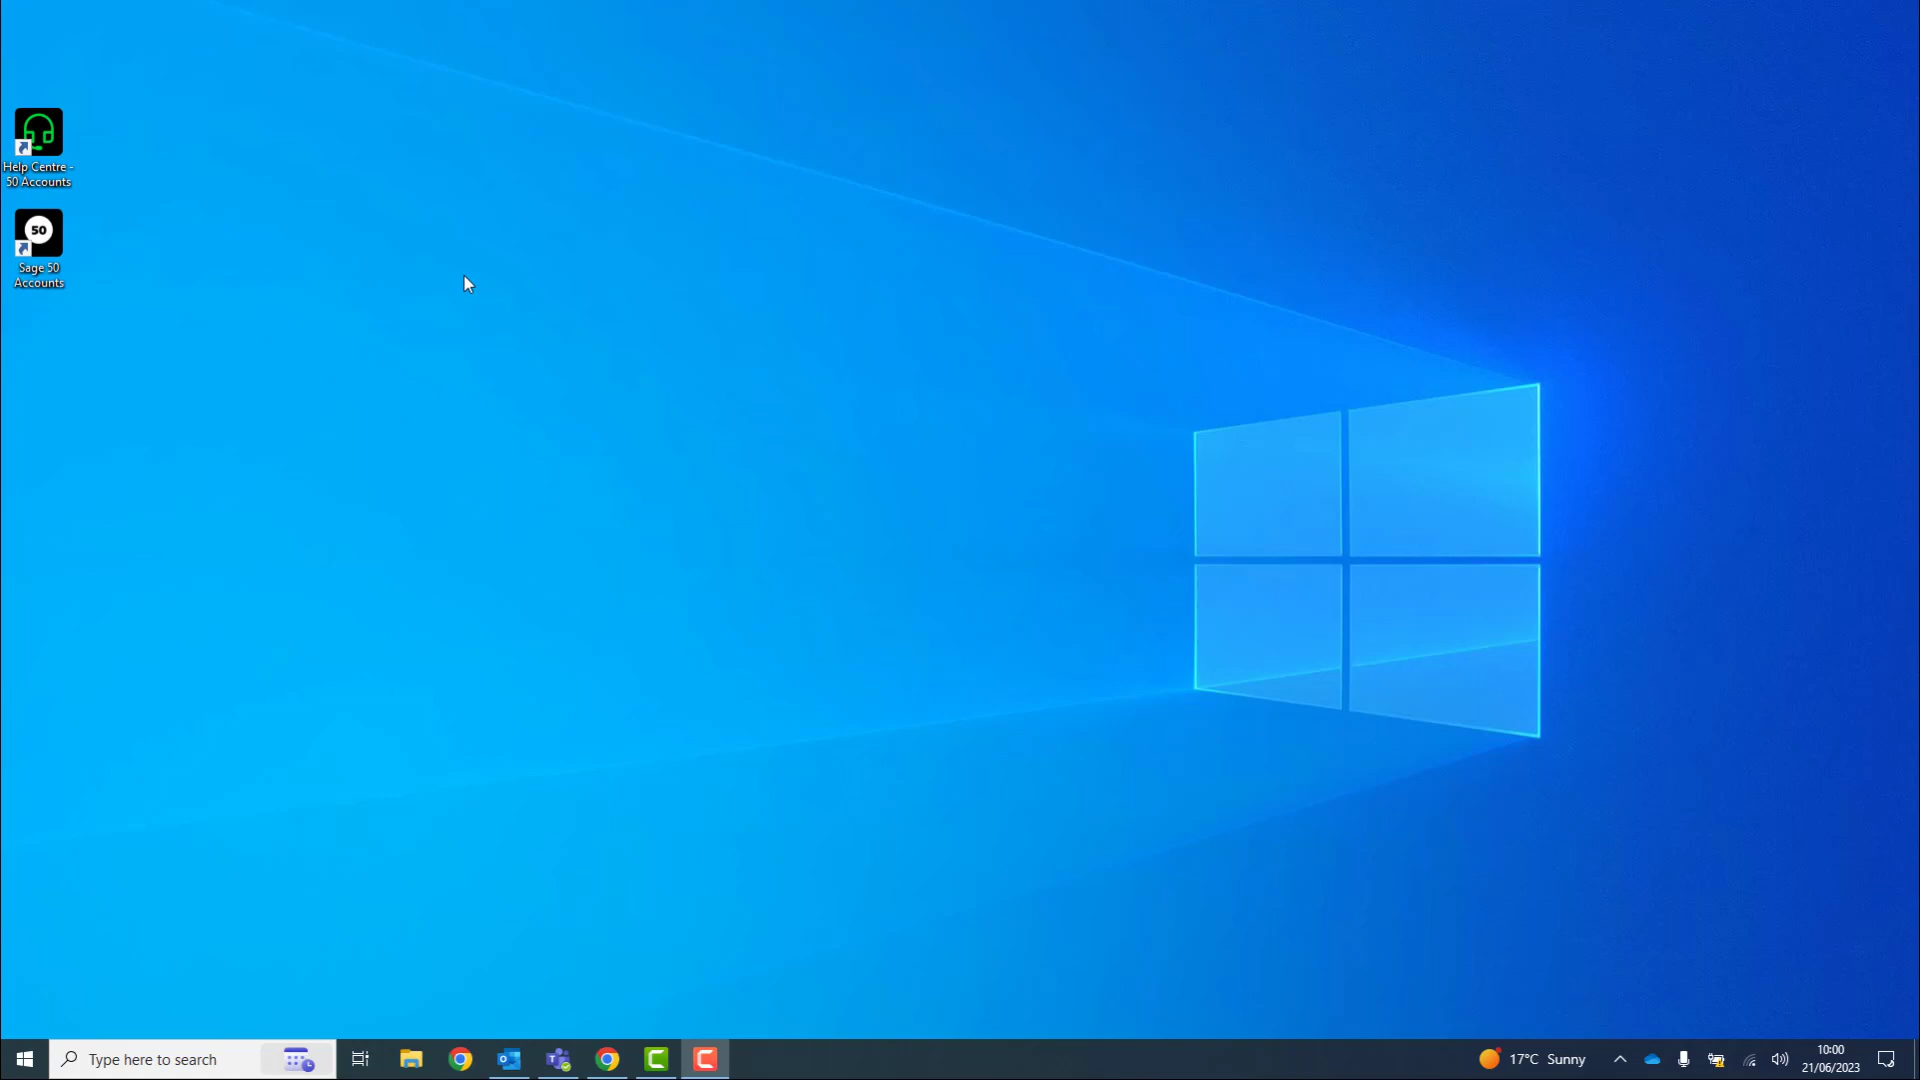 Help Centre -
50 Accounts
50
Sage 50
Accounts
Type here to search
17°C Sunny
10:00
21/06/2023